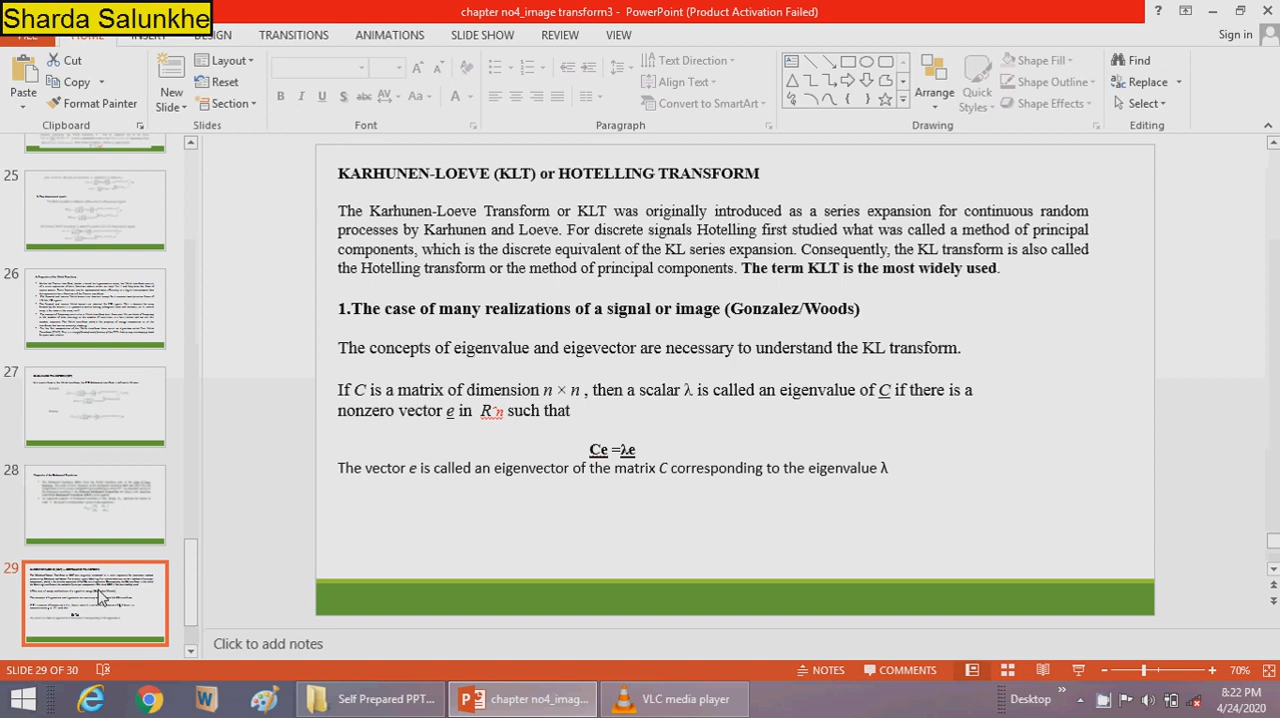 Sharda Salunkhe
chapter no4_image transform3 - PowerPoint (Product Activation Failed)
FILE HOME INSERT DESIGN TRANSITIONS ANIMATIONS SLIDE SHOW REVIEW VIEW Sign in
Cut Layout Text Direction Shape Fill Find
Copy Reset Align Text Shape Outline Replace
Paste Format Painter New Slide Section Convert to SmartArt Arrange Quick Styles Shape Effects Select
Clipboard Slides Font Paragraph Drawing Editing
25
26
27
28
29
KARHUNEN-LOEVE (KLT) or HOTELLING TRANSFORM
The Karhunen-Loeve Transform or KLT was originally introduced as a series expansion for continuous random
process by Karhunen and Loeve. For discrete signals Hotelling first studied what was called a method of principal
components, which is the discrete equivalent of the KL series expansion. Consequently, the KL transform is also called
the Hotelling transform or the method of principal components. The term KLT is the most widely used.
1.The case of many realizations of a signal or image (Gonzalez/Woods)
The concepts of eigenvalue and eigevector are necessary to understand the KL transform.
If C is a matrix of dimension n × n , then a scalar λ is called an eigenvalue of C if there is a
nonzero vector e in R^n such that
Ce =λe
The vector e is called an eigenvector of the matrix C corresponding to the eigenvalue λ
Click to add notes
SLIDE 29 OF 30 NOTES COMMENTS 70%
Self Prepared PPT... chapter no4_imag... VLC media player Desktop 8:22 PM
4/24/2020